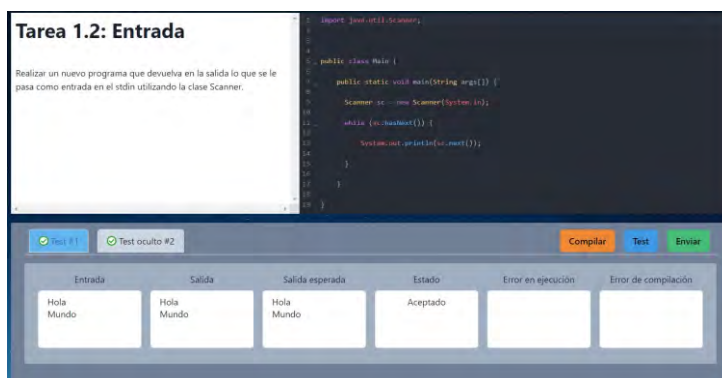 Tarea 1.2: Entrada
Realizar un nuevo programa que devuelva en la salida lo que se le
pasa como entrada en el stdin utilizando la clase Scanner.
import java.util.Scanner;
public class Main {
public static void main(String args[]) {
Scanner sc = new Scanner(System.in);
while (sc.hasNext()) {
System.out.println(sc.next());
}
}
}
Test #1
Test oculto #2
Compilar
Test
Enviar
Entrada
Salida
Salida esperada
Estado
Error en ejecución
Error de compilación
Hola
Mundo
Hola
Mundo
Hola
Mundo
Aceptado